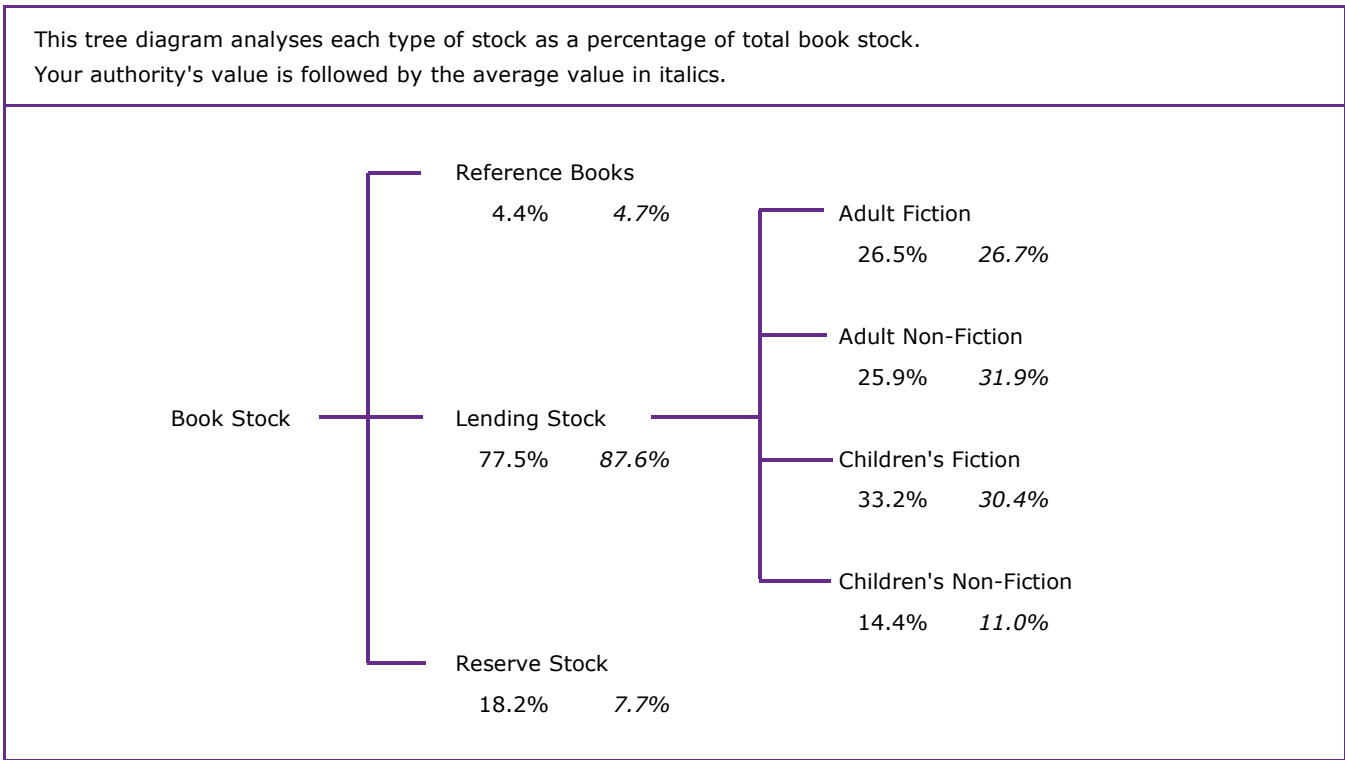 This tree diagram analyses each type of stock as a percentage of total book stock.
Your authority's value is followed by the average value in italics.
Reference Books
4.4% 4.7%
Adult Fiction
26.5% 26.7%
Adult Non-Fiction
25.9% 31.9%
Book Stock
Lending Stock
77.5% 87.6%
Children's Fiction
33.2% 30.4%
Children's Non-Fiction
14.4% 11.0%
Reserve Stock
18.2% 7.7%